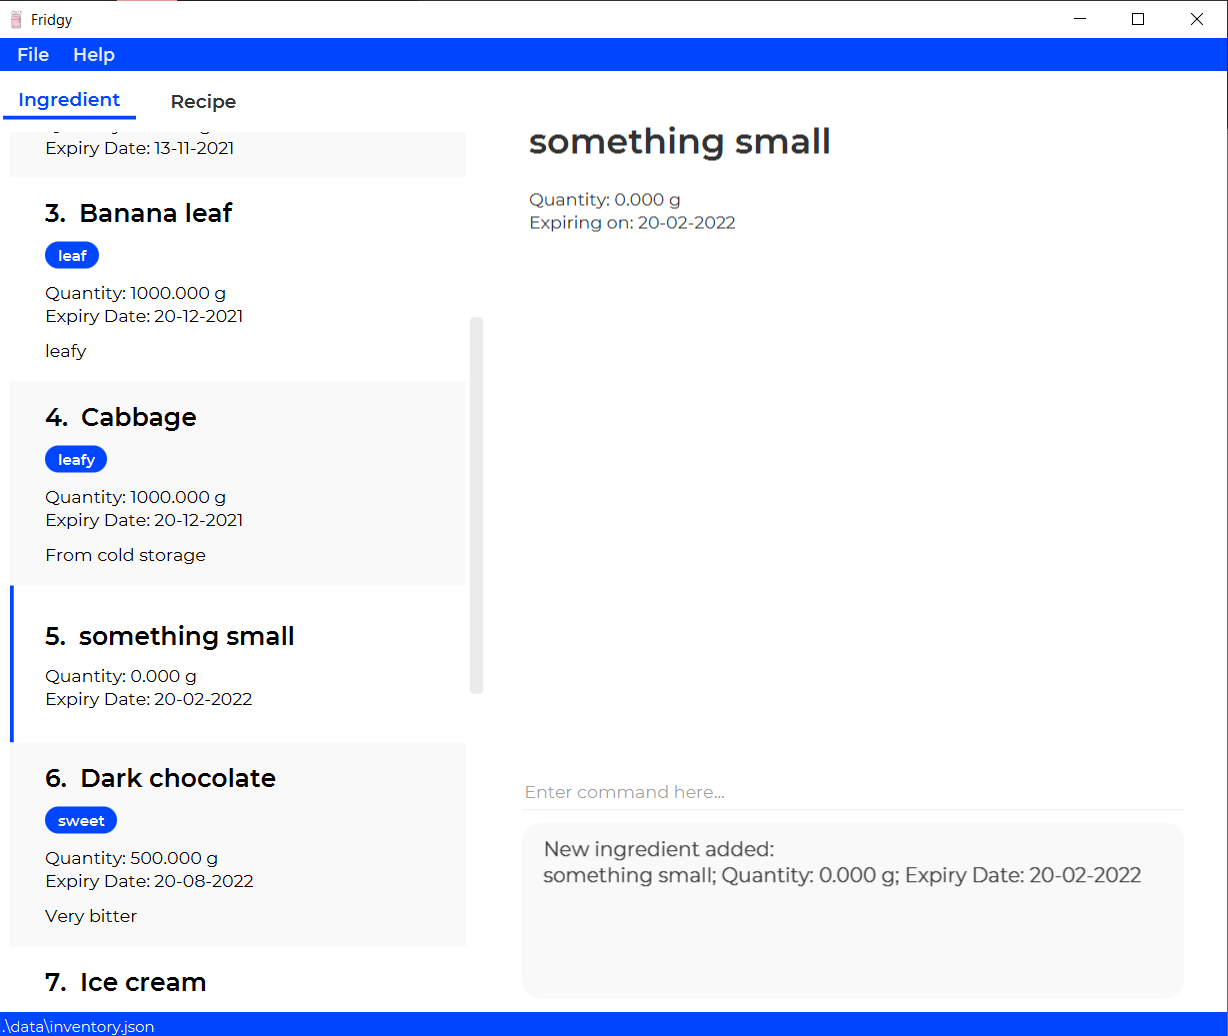 Fridgy
File Help
Ingredient Recipe
Expiry Date: 13-11-2021
3. Banana leaf
leaf
Quantity: 1000.000 g
Expiry Date: 20-12-2021
leafy
4. Cabbage
leafy
Quantity: 1000.000 g
Expiry Date: 20-12-2021
From cold storage
5. something small
Quantity: 0.000 g
Expiry Date: 20-02-2022
6. Dark chocolate
sweet
Quantity: 500.000 g
Expiry Date: 20-08-2022
Very bitter
7. Ice cream
something small
Quantity: 0.000 g
Expiring on: 20-02-2022
Enter command here...
New ingredient added:
something small; Quantity: 0.000 g; Expiry Date: 20-02-2022
.\data\inventory.json